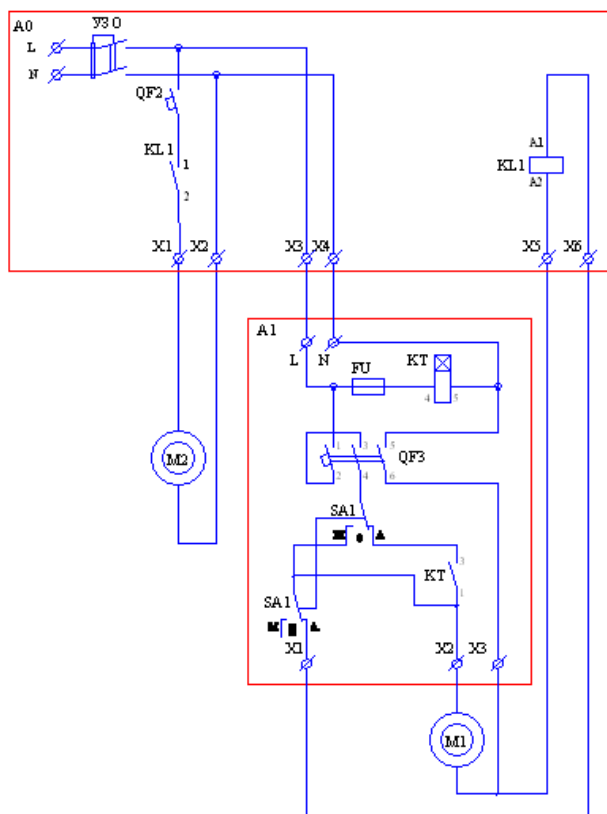 A0
УЗО
L
N
QF2
KL1
1
2
A1
KL1
A2
X1 X2 X3 X4 X5 X6
A1
L N FU KT
4 5
1 3 5
QF3
2 4 6
SA1
М 0 А
3
KT
1
SA1
М А
X1 X2 X3
M2
M1